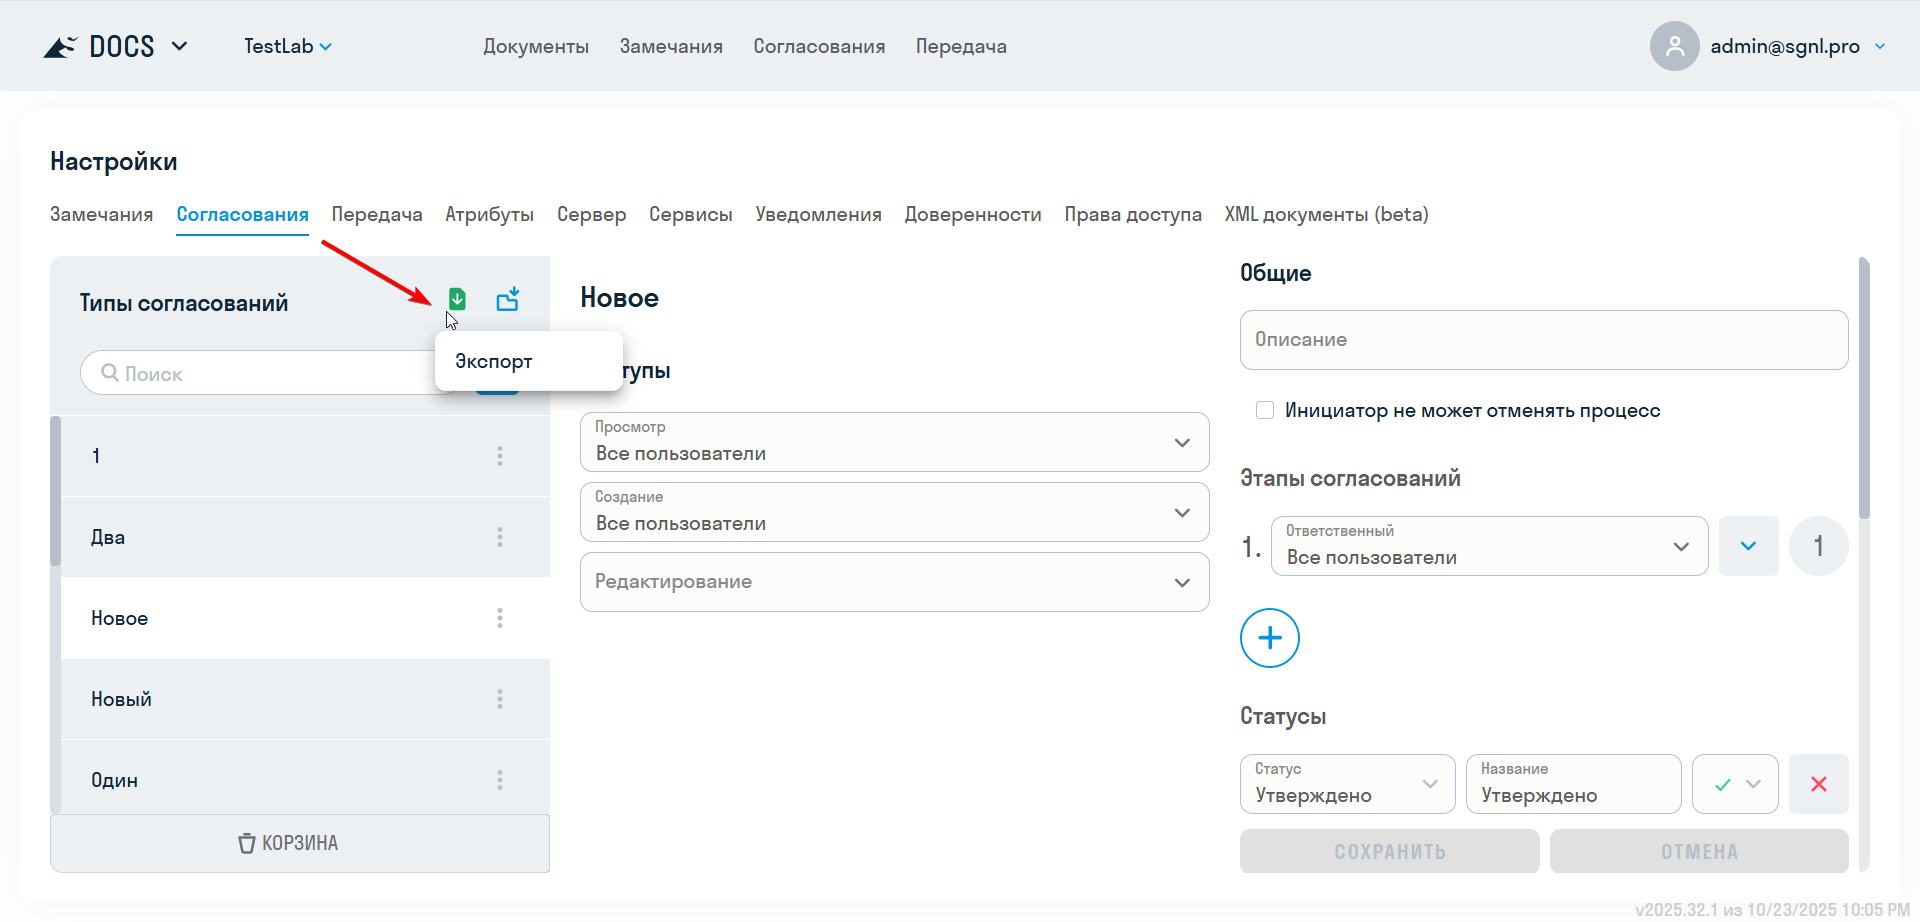 DOCS
TestLab
Документы
Замечания
Согласования
Передача
admin@sgnl.pro
Настройки
Замечания
Согласования
Передача
Атрибуты
Сервер
Сервисы
Уведомления
Доверенности
Права доступа
XML документы (beta)
Типы согласований
Экспорт
Поиск
1
Два
Новое
Новый
Один
КОРЗИНА
Новое
тупы
Просмотр
Все пользователи
Создание
Все пользователи
Редактирование
Общие
Описание
Инициатор не может отменять процесс
Этапы согласований
1.
Ответственный
Все пользователи
1
Статусы
Статус
Утверждено
Название
Утверждено
СОХРАНИТЬ
ОТМЕНА
v2025.32.1 из 10/23/2025 10:05 PM